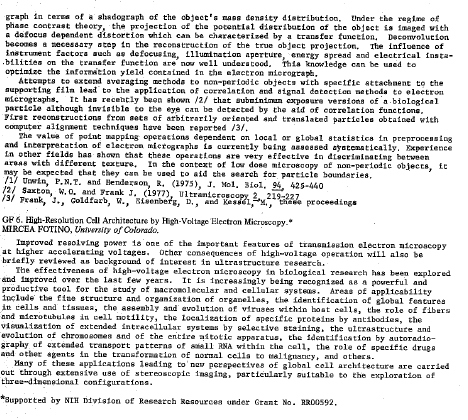 graph in terms of a shadograph of the object's mass density distribution. Under the regime of
phase contrast theory, the projection of the potential distribution of the object is imaged with
a defocus dependent distortion which can be characterized by a transfer function. Deconvolution
becomes a necessary step in the reconstruction of the true object projection. The influence of
instrument factors such as defocusing, illumination aperture, energy spread and electrical insta-
bilities on the transfer function are now well understood. This knowledge can be used to
optimize the information yield contained in the electron micrograph.
Attempts to extend averaging methods to non-periodic objects with specific attachment to the
supporting film lead to the application of correlation and signal detection methods to electron
micrographs. It has recently been shown /2/ that subminimum exposure versions of a biological
particle although invisible to the eye can be detected by the aid of correlation functions.
First reconstructions from sets of arbitrarily oriented and translated particles obtained with
computer alignment techniques have been reported /3/.
The value of point mapping operations dependent on local or global statistics in preprocessing
and interpretation of electron micrographs is currently being assessed systematically. Experience
in other fields has shown that these operations are very effective in discriminating between
areas with different texture. In the context of low dose microscopy of non-periodic objects, it
may be expected that they can be used to aid the search for particle boundaries.
/1/ Unwin, P.N.T. and Henderson, R. (1975), J. Mol. Biol. 94, 425-440
/2/ Saxton, W.O. and Frank J. (1977), Ultramicroscopy 2, 219-227
/3/ Frank, J., Goldfarb, W., Eisenberg, D., and Kessel, M., these proceedings
GF 6. High-Resolution Cell Architecture by High-Voltage Electron Microscopy.*
MIRCEA FOTINO, University of Colorado.
Improved resolving power is one of the important features of transmission electron microscopy
at higher accelerating voltages. Other consequences of high-voltage operation will also be
briefly reviewed as background of interest in ultrastructure research.
The effectiveness of high-voltage electron microscopy in biological research has been explored
and improved over the last few years. It is increasingly being recognized as a powerful and
productive tool for the study of macromolecular and cellular systems. Areas of applicability
include the fine structure and organization of organelles, the identification of global features
in cells and tissues, the assembly and evolution of viruses within host cells, the role of fibers
and microtubules in cell motility, the localization of specific proteins by antibodies, the
visualization of extended intracellular systems by selective staining, the ultrastructure and
evolution of chromosomes and of the entire mitotic apparatus, the identification by autoradio-
graphy of extended transport patterns of small RNA within the cell, the role of specific drugs
and other agents in the transformation of normal cells to malignancy, and others.
Many of these applications leading to new perspectives of global cell architecture are carried
out through extensive use of stereoscopic imaging, particularly suitable to the exploration of
three-dimensional configurations.
*Supported by NIH Division of Research Resources under Grant No. RR00592.